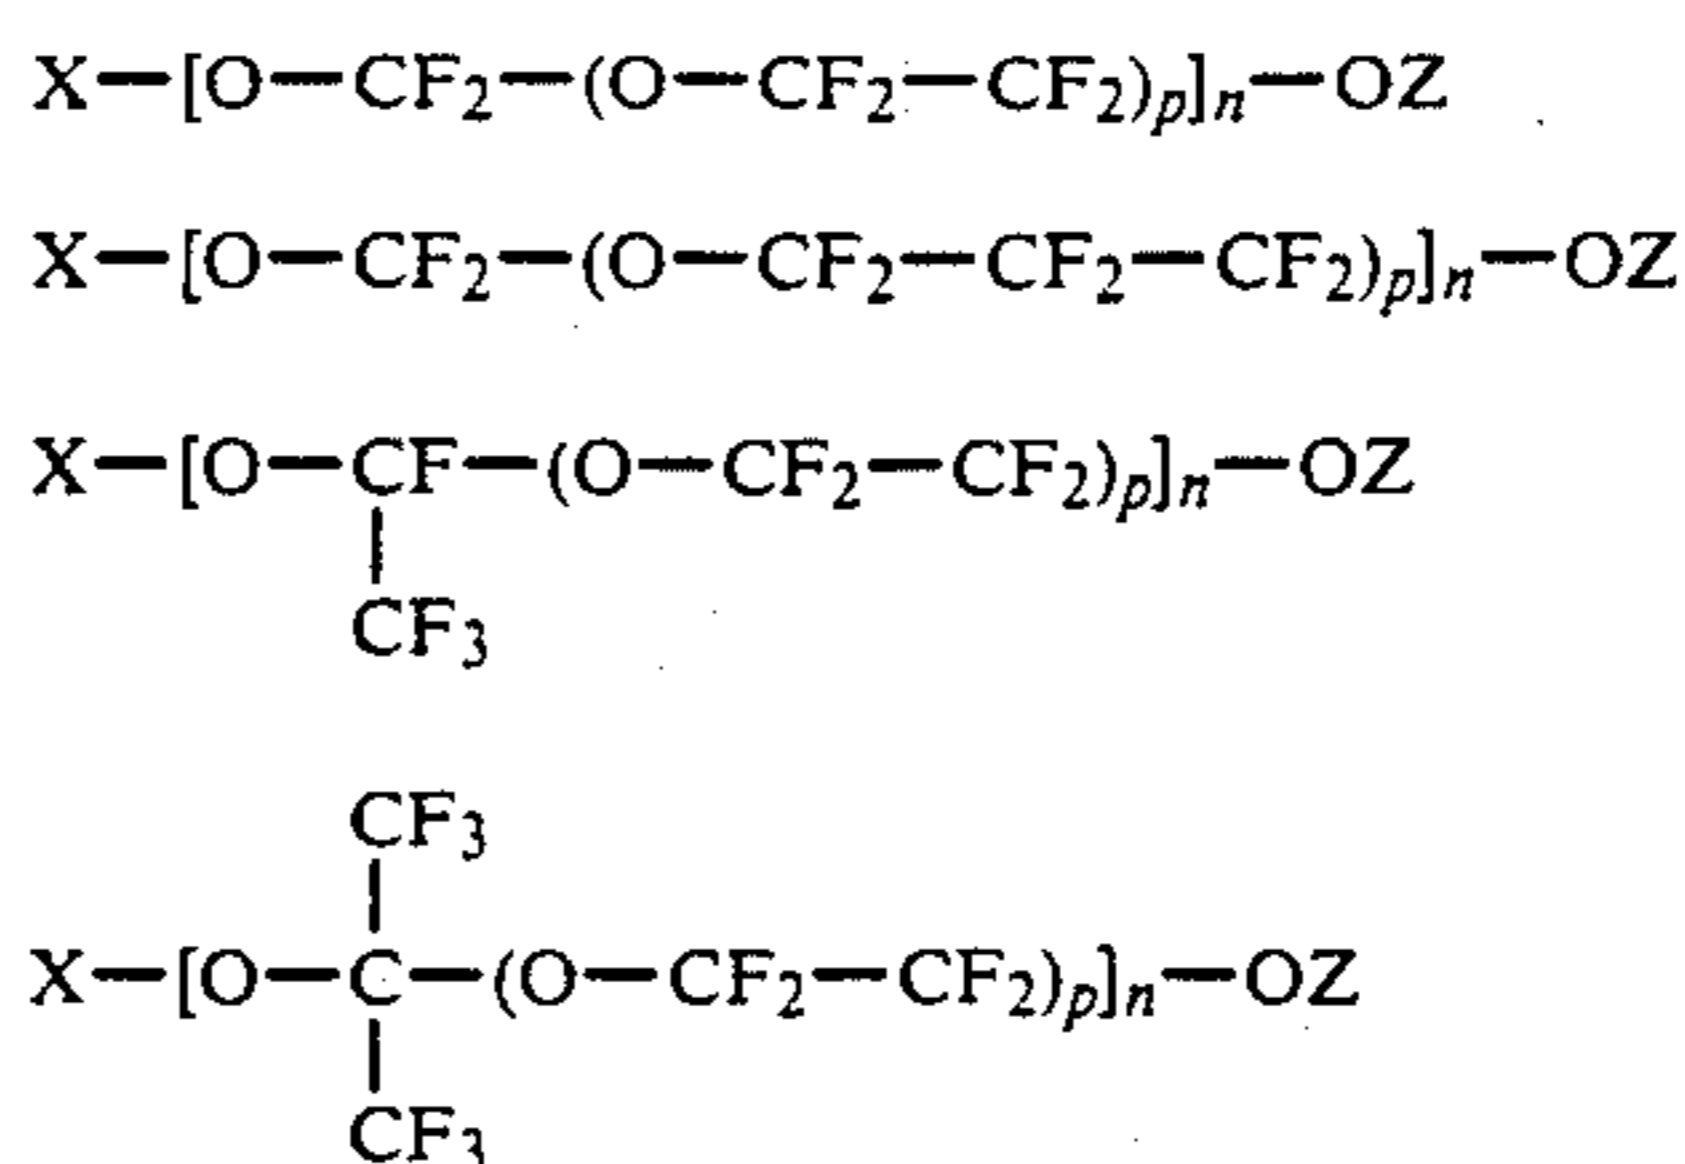 X—[O—CF₂—(O—CF₂—CF₂)ₚ]ₙ—OZ
X—[O—CF₂—(O—CF₂—CF₂—CF₂)ₚ]ₙ—OZ
X—[O—CF—(O—CF₂—CF₂)ₚ]ₙ—OZ
CF₃
CF₃
X—[O—C—(O—CF₂—CF₂)ₚ]ₙ—OZ
CF₃